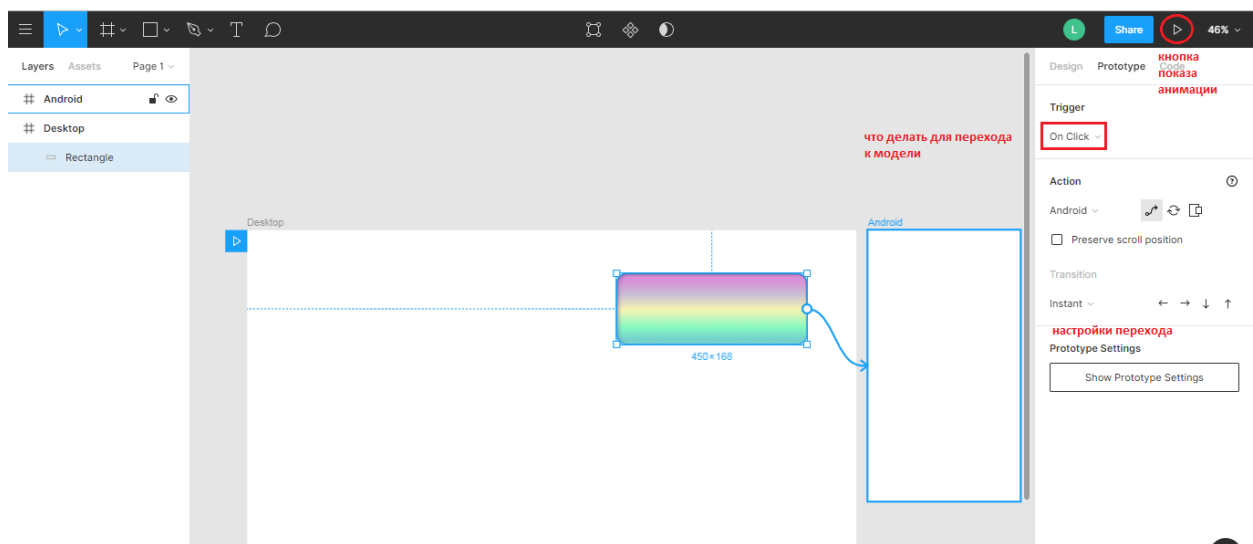 L Share 46%
Layers Assets Page 1
Design Prototype Code
кнопка
показа
анимации
Android
Trigger
Desktop
On Click
что делать для перехода
к модели
Rectangle
Action
Android
Desktop
Android
Preserve scroll position
Transition
Instant
настройки перехода
Prototype Settings
450×168
Show Prototype Settings